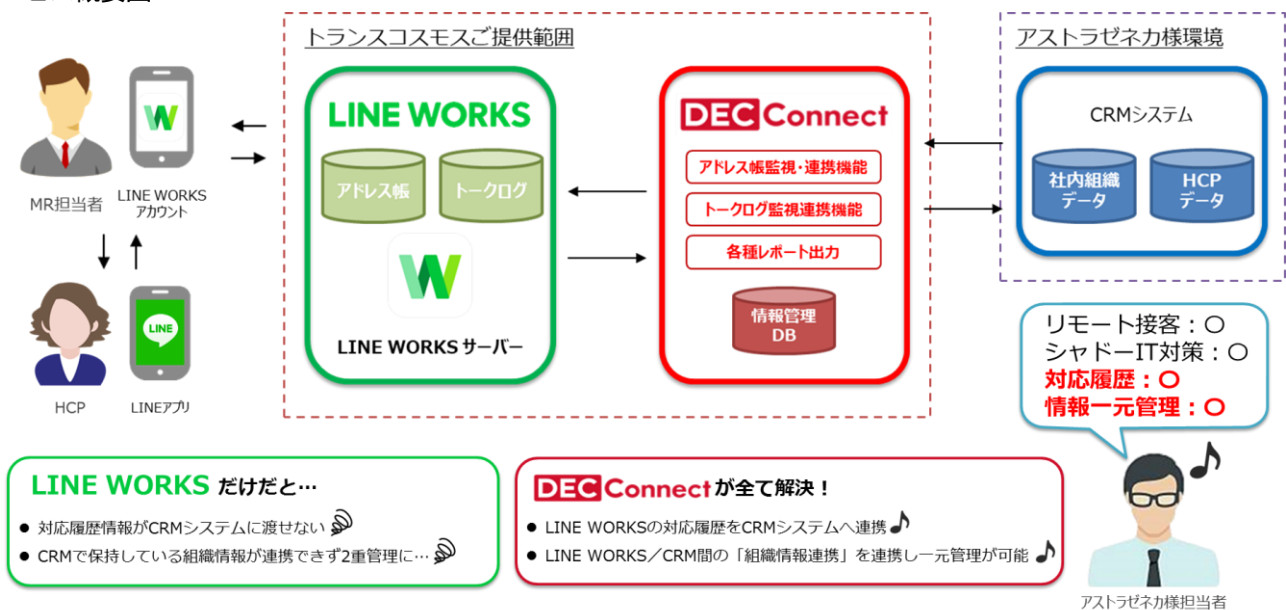 トランスコスモスご提供範囲
アストラゼネカ様環境
LINE WORKS
DEC Connect
CRMシステム
アドレス帳
トークログ
アドレス帳監視・連携機能
トークログ監視連携機能
各種レポート出力
社内組織
データ
HCP
データ
MR担当者
LINE WORKS
アカウント
情報管理
DB
LINE WORKS サーバー
LINE
HCP
LINEアプリ
リモート接客：〇
シャドーIT対策：〇
対応履歴：〇
情報一元管理：〇
LINE WORKS だけだと…
● 対応履歴情報がCRMシステムに渡せない
● CRMで保持している組織情報が連携できず2重管理に…
DEC Connectが全て解決！
● LINE WORKSの対応履歴をCRMシステムへ連携
● LINE WORKS／CRM間の「組織情報連携」を連携し一元管理が可能
アストラゼネカ様担当者